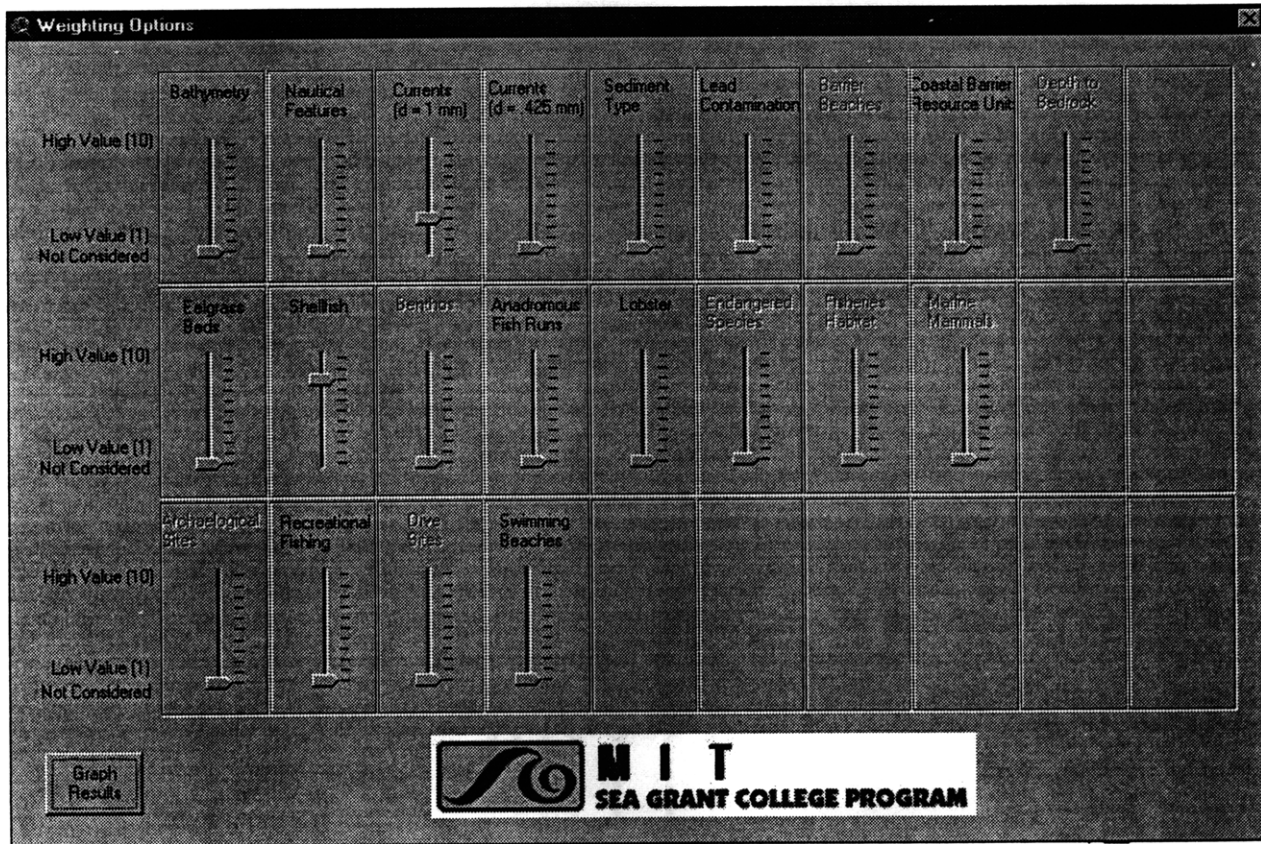 Weighting Options
Bathymetry
Nautical
Features
Currents
(d = 1 mm)
Currents
(d = .425 mm)
Sediment
Type
Lead
Contamination
Barrier
Beaches
Coastal Barrier
Resource Units
Depth to
Bedrock
High Value (10)
Low Value (1)
Not Considered
Eelgrass
Beds
Shellfish
Benthos
Anadromous
Fish Runs
Lobster
Endangered
Species
Fisheries
Habitat
Marine
Mammals
High Value (10)
Low Value (1)
Not Considered
Archaelogical
Sites
Recreational
Fishing
Dive
Sites
Swimming
Beaches
High Value (10)
Low Value (1)
Not Considered
Graph
Results
MIT
SEA GRANT COLLEGE PROGRAM